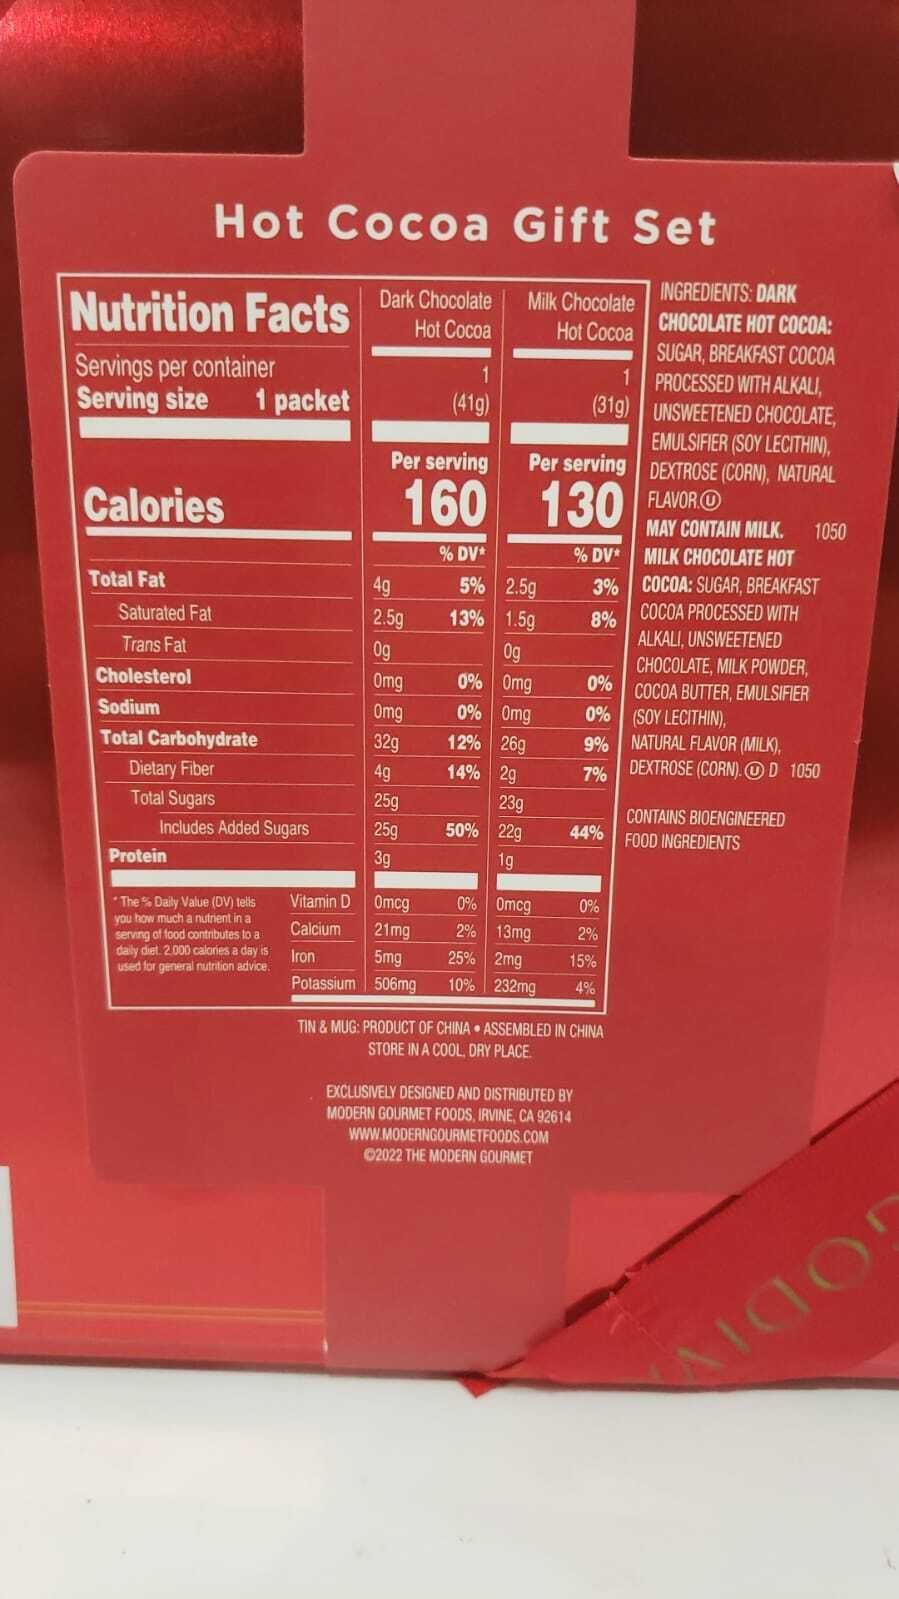 Hot Cocoa Gift Set
Nutrition Facts
Servings per container
Serving size 1 packet
Dark Chocolate
Hot Cocoa
1
(41g)
Milk Chocolate
Hot Cocoa
1
(31g)
Per serving Per serving
Calories 160 130
% DV* % DV*
Total Fat 4g 5% 2.5g 3%
Saturated Fat 2.5g 13% 1.5g 8%
Trans Fat 0g 0g
Cholesterol 0mg 0% 0mg 0%
Sodium 0mg 0% 0mg 0%
Total Carbohydrate 32g 12% 26g 9%
Dietary Fiber 4g 14% 2g 7%
Total Sugars 25g 23g
Includes Added Sugars 25g 50% 22g 44%
Protein 3g 1g
Vitamin D 0mcg 0% 0mcg 0%
Calcium 21mg 2% 13mg 2%
Iron 5mg 25% 2mg 15%
Potassium 506mg 10% 232mg 4%
* The % Daily Value (DV) tells
you how much a nutrient in a
serving of food contributes to a
daily diet. 2,000 calories a day is
used for general nutrition advice.
INGREDIENTS: DARK
CHOCOLATE HOT COCOA:
SUGAR, BREAKFAST COCOA
PROCESSED WITH ALKALI,
UNSWEETENED CHOCOLATE,
EMULSIFIER (SOY LECITHIN),
DEXTROSE (CORN), NATURAL
FLAVOR.Ⓤ
MAY CONTAIN MILK. 1050
MILK CHOCOLATE HOT
COCOA: SUGAR, BREAKFAST
COCOA PROCESSED WITH
ALKALI, UNSWEETENED
CHOCOLATE, MILK POWDER,
COCOA BUTTER, EMULSIFIER
(SOY LECITHIN),
NATURAL FLAVOR (MILK),
DEXTROSE (CORN). Ⓤ D 1050
CONTAINS BIOENGINEERED
FOOD INGREDIENTS
TIN & MUG: PRODUCT OF CHINA • ASSEMBLED IN CHINA
STORE IN A COOL, DRY PLACE.
EXCLUSIVELY DESIGNED AND DISTRIBUTED BY
MODERN GOURMET FOODS, IRVINE, CA 92614
WWW.MODERNGOURMETFOODS.COM
©2022 THE MODERN GOURMET
GODIV